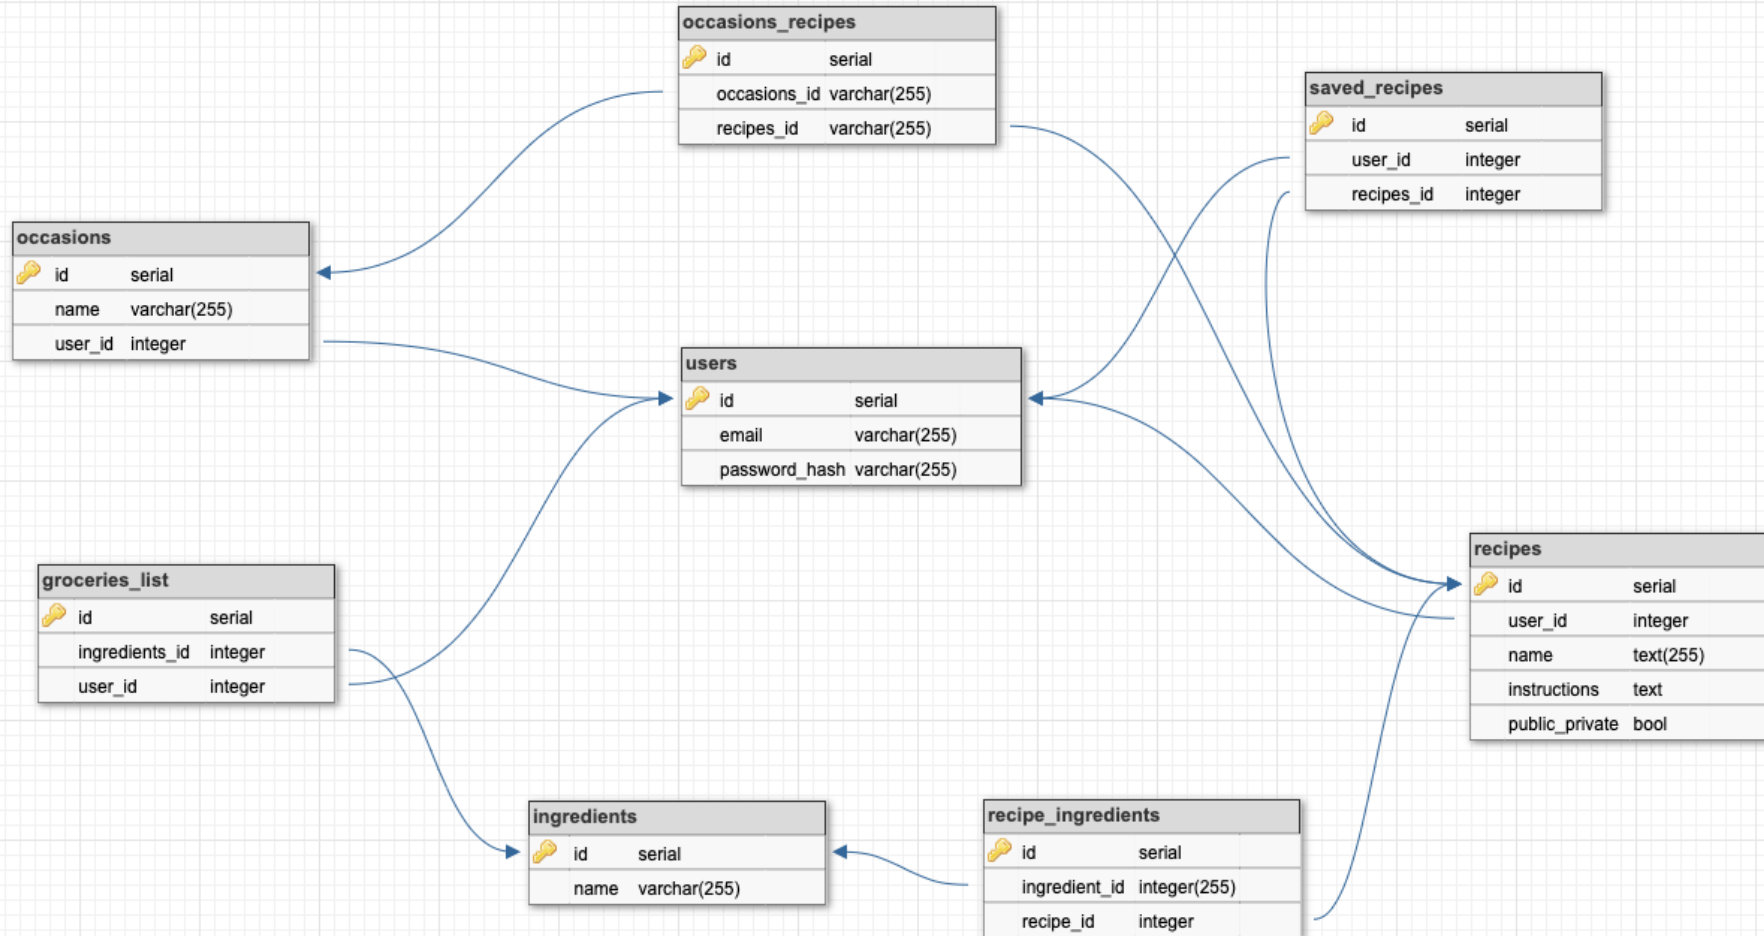 occasions_recipes
id serial
occasions_id varchar(255)
recipes_id varchar(255)
saved_recipes
id serial
user_id integer
recipes_id integer
occasions
id serial
name varchar(255)
user_id integer
users
id serial
email varchar(255)
password_hash varchar(255)
groceries_list
id serial
ingredients_id integer
user_id integer
recipes
id serial
user_id integer
name text(255)
instructions text
public_private bool
ingredients
id serial
name varchar(255)
recipe_ingredients
id serial
ingredient_id integer(255)
recipe_id integer